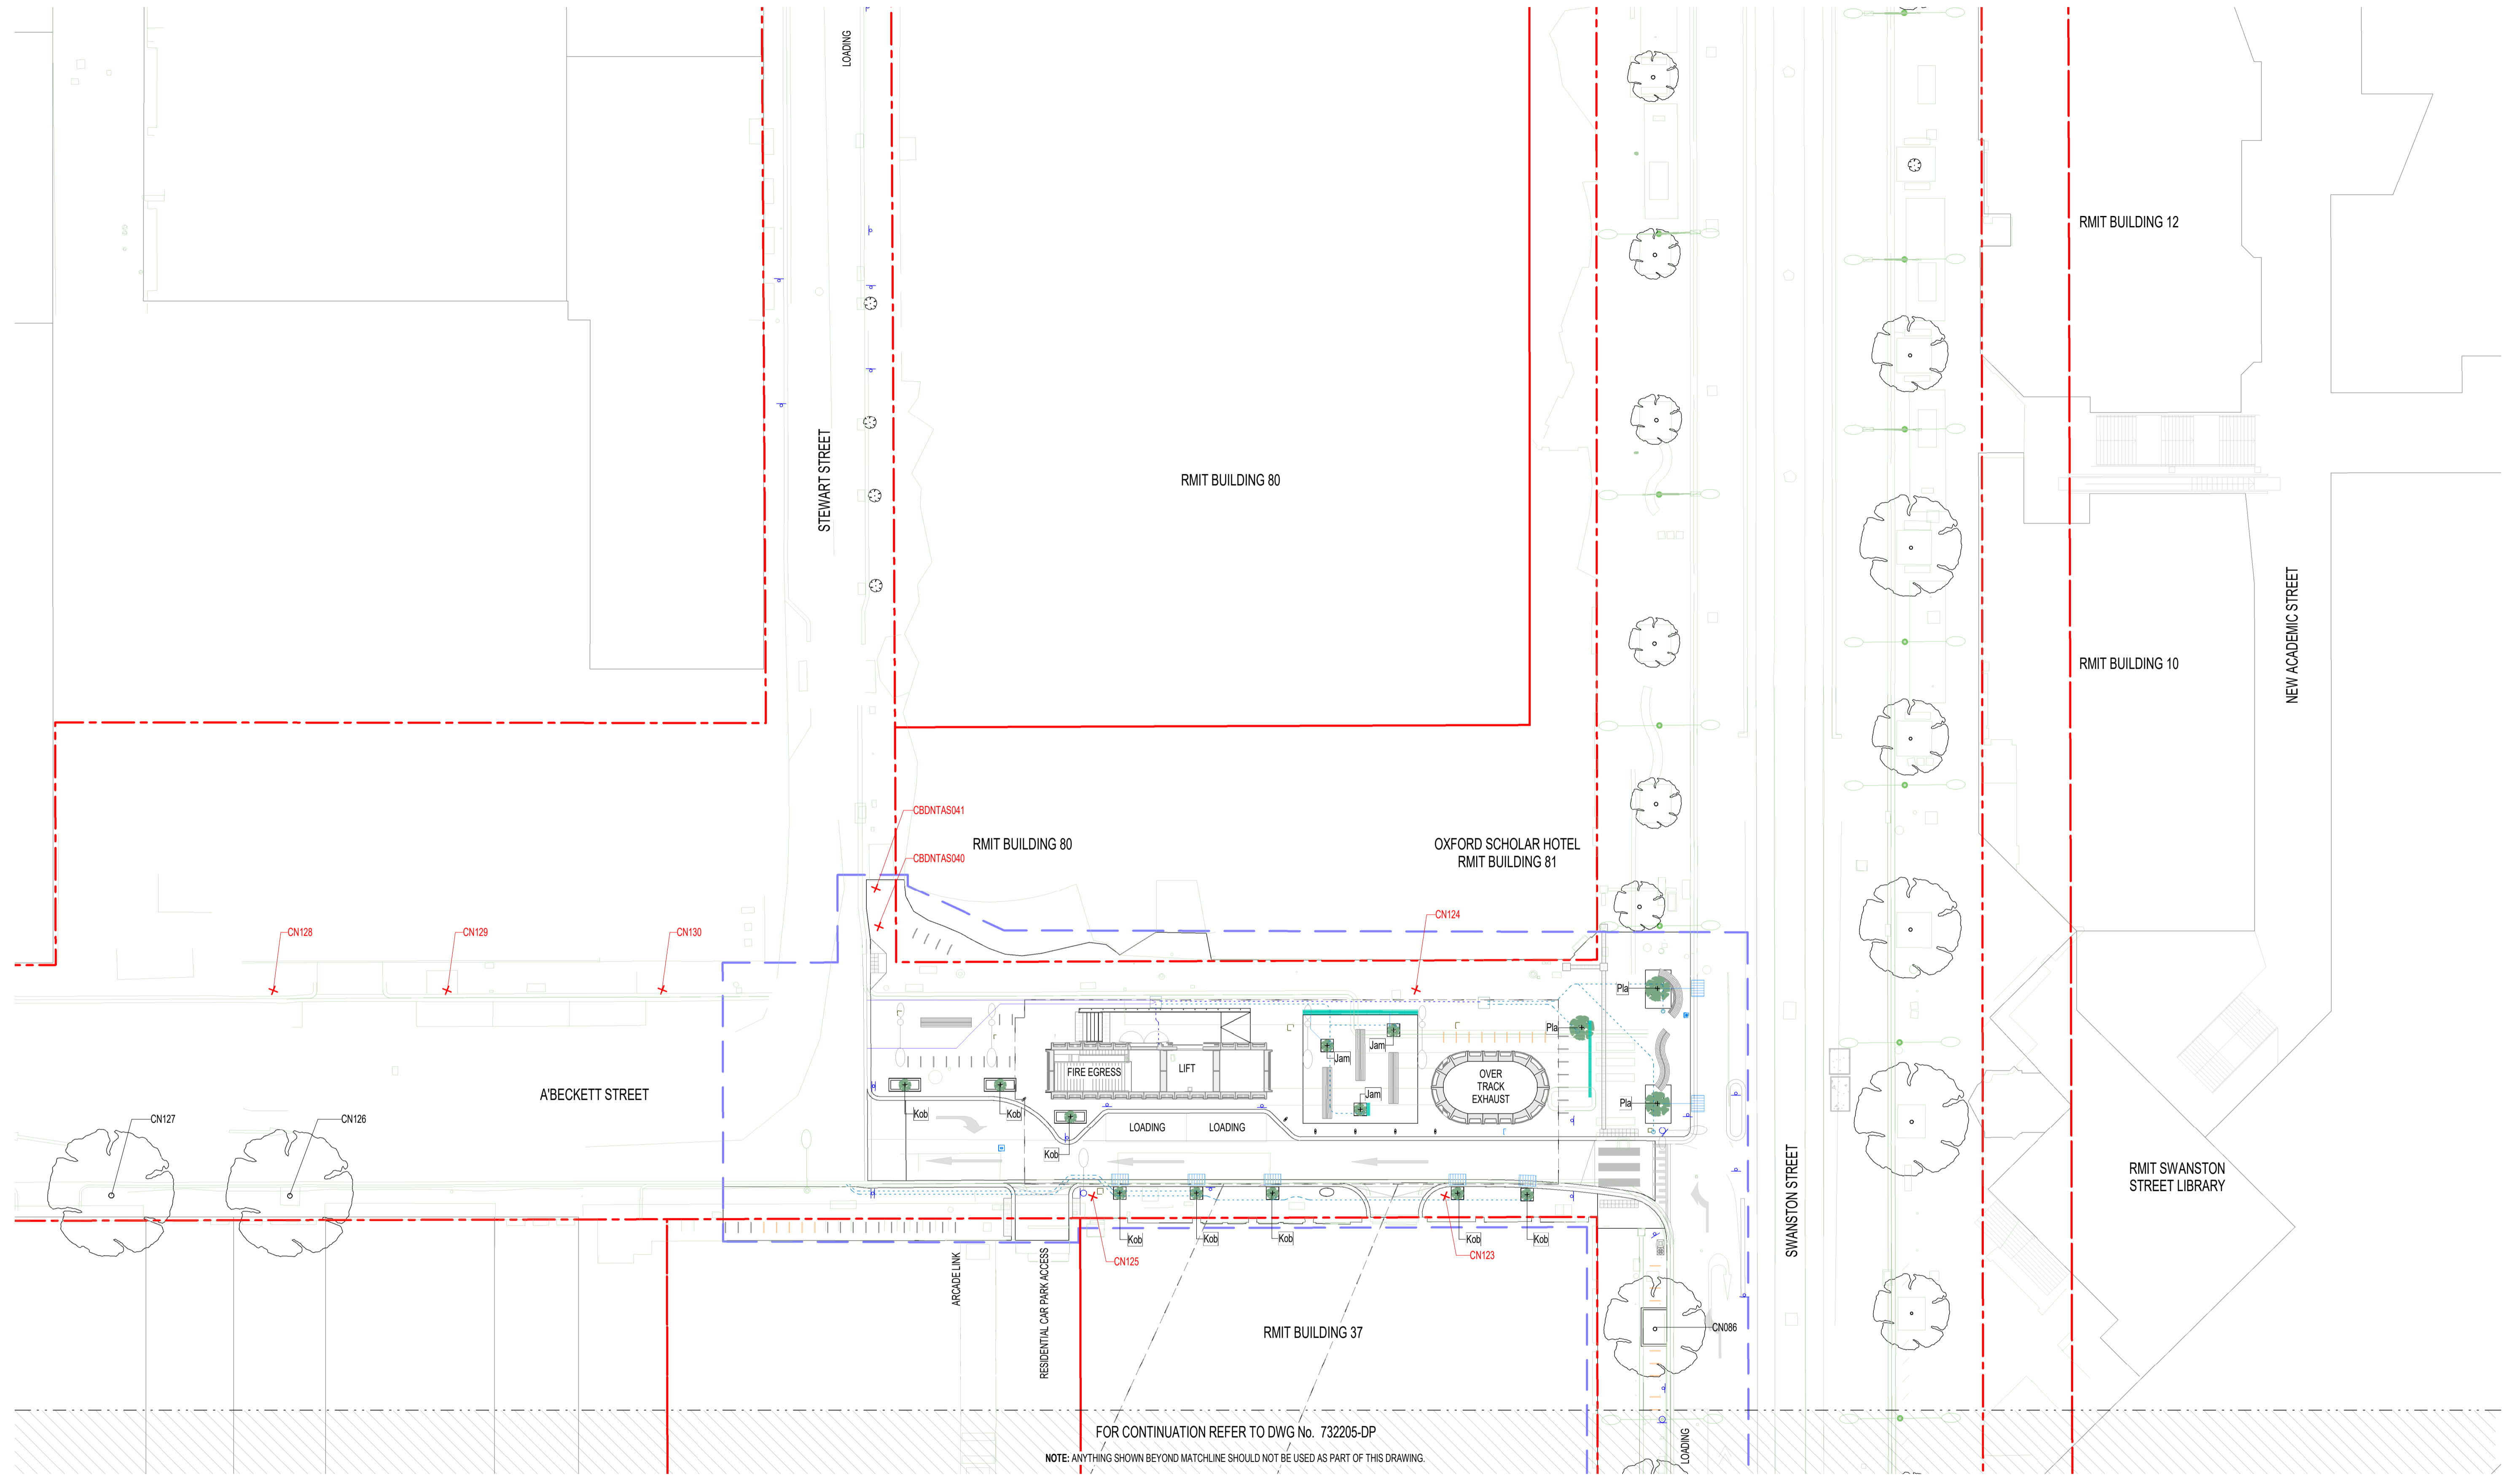 LOADING
RMIT BUILDING 12
STEWART STREET
RMIT BUILDING 80
NEW ACADEMIC STREET
RMIT BUILDING 10
CBDNTAS041
RMIT BUILDING 80
OXFORD SCHOLAR HOTEL
RMIT BUILDING 81
CBDNTAS040
CN128
CN129
CN130
CN124
Pla
Pla
Jam
Jam
FIRE EGRESS
LIFT
OVER
TRACK
EXHAUST
A'BECKETT STREET
Jam
Pla
Kob
Kob
CN127
CN126
LOADING
LOADING
Kob
RMIT SWANSTON
STREET LIBRARY
SWANSTON STREET
Kob
Kob
Kob
Kob
Kob
CN125
CN123
ARCADE LINK
RESIDENTIAL CAR PARK ACCESS
RMIT BUILDING 37
CN086
FOR CONTINUATION REFER TO DWG No. 732205-DP
LOADING
NOTE: ANYTHING SHOWN BEYOND MATCHLINE SHOULD NOT BE USED AS PART OF THIS DRAWING.